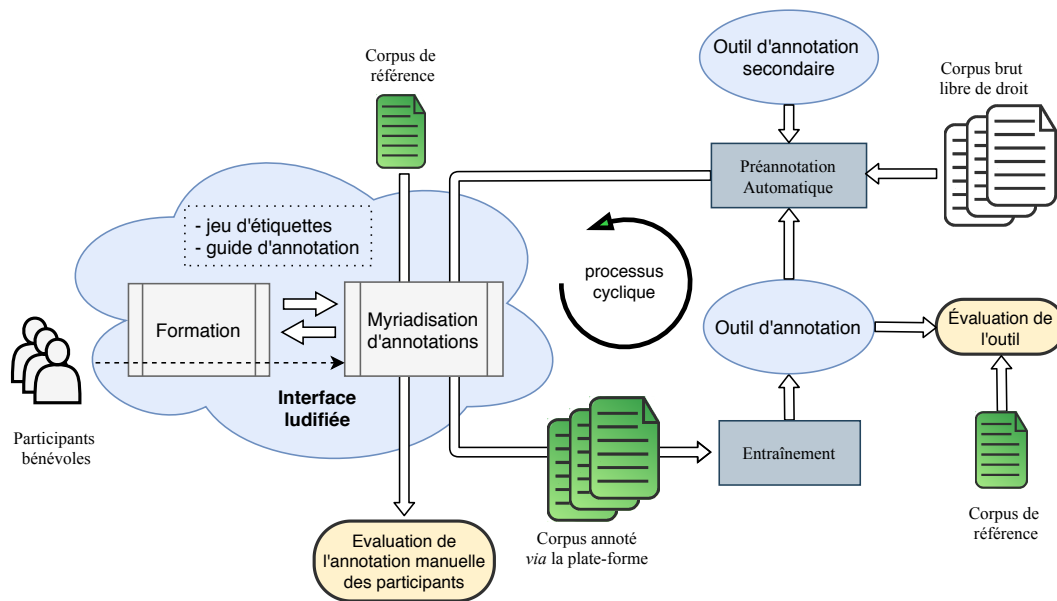 Corpus de
référence
Outil d'annotation
secondaire
Corpus brut
libre de droit
Préannotation
Automatique
- jeu d'étiquettes
- guide d'annotation
processus
cyclique
Formation
Myriadisation
d'annotations
Outil d'annotation
Évaluation de
l'outil
Interface
ludifiée
Participants
bénévoles
Entraînement
Corpus annoté
via la plate-forme
Corpus de
référence
Evaluation de
l'annotation manuelle
des participants